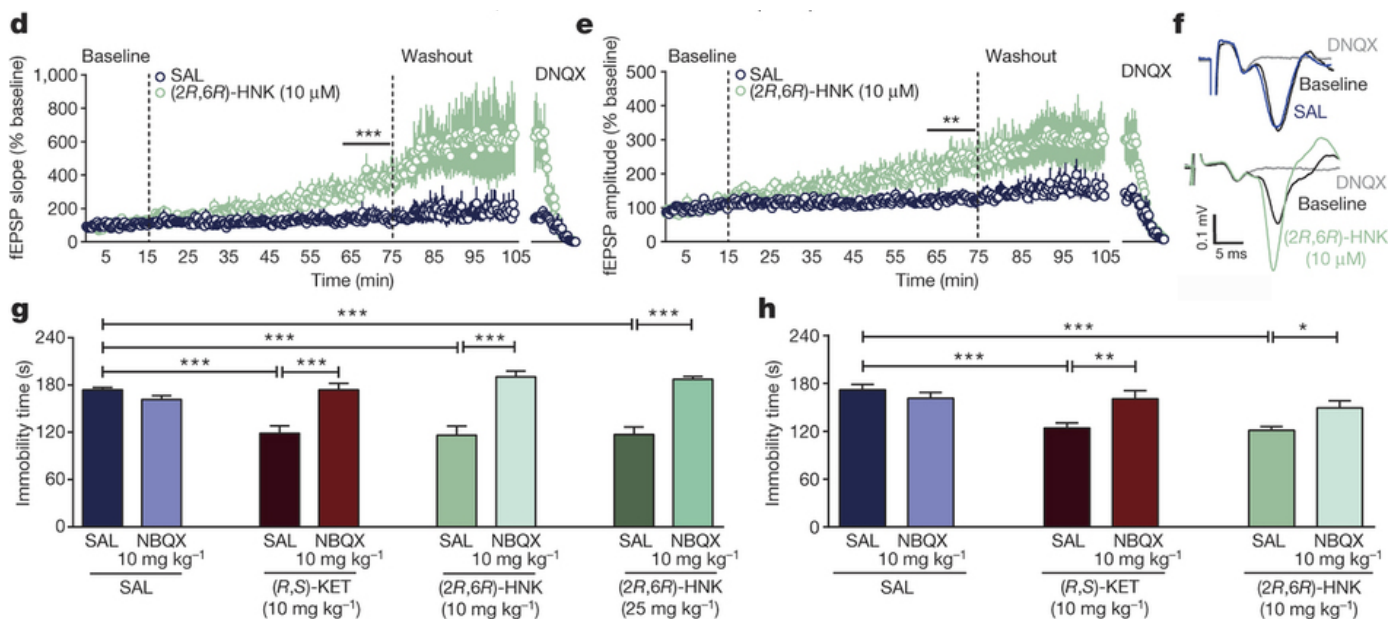 d
Baseline
Washout
SAL
(2R,6R)-HNK (10 μM)
DNQX
***
fEPSP slope (% baseline)
1,000
800
600
400
200
0
5 15 25 35 45 55 65 75 85 95 105
Time (min)
e
Baseline
Washout
SAL
(2R,6R)-HNK (10 μM)
DNQX
**
fEPSP amplitude (% baseline)
500
400
300
200
100
0
5 15 25 35 45 55 65 75 85 95 105
Time (min)
f
DNQX
Baseline
SAL
DNQX
Baseline
(2R,6R)-HNK
(10 μM)
0.1 mV
5 ms
g
***
***
***
***
***
***
Immobility time (s)
240
180
120
60
0
SAL NBQX SAL NBQX SAL NBQX SAL NBQX
10 mg kg⁻¹ 10 mg kg⁻¹ 10 mg kg⁻¹ 10 mg kg⁻¹
SAL (R,S)-KET (2R,6R)-HNK (2R,6R)-HNK
(10 mg kg⁻¹) (10 mg kg⁻¹) (25 mg kg⁻¹)
h
***
*
***
**
Immobility time (s)
240
180
120
60
0
SAL NBQX SAL NBQX SAL NBQX
10 mg kg⁻¹ 10 mg kg⁻¹ 10 mg kg⁻¹
SAL (R,S)-KET (2R,6R)-HNK
(10 mg kg⁻¹) (10 mg kg⁻¹)